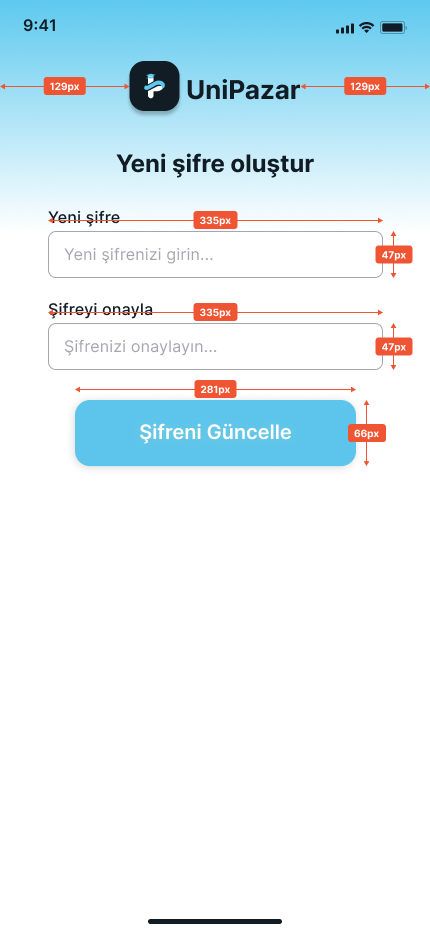 9:41
129px
UniPazar
129px
Yeni şifre oluştur
Yeni şifre
335px
Yeni şifrenizi girin...
47px
Şifreyi onayla
335px
Şifrenizi onaylayın...
47px
281px
Şifreni Güncelle
66px